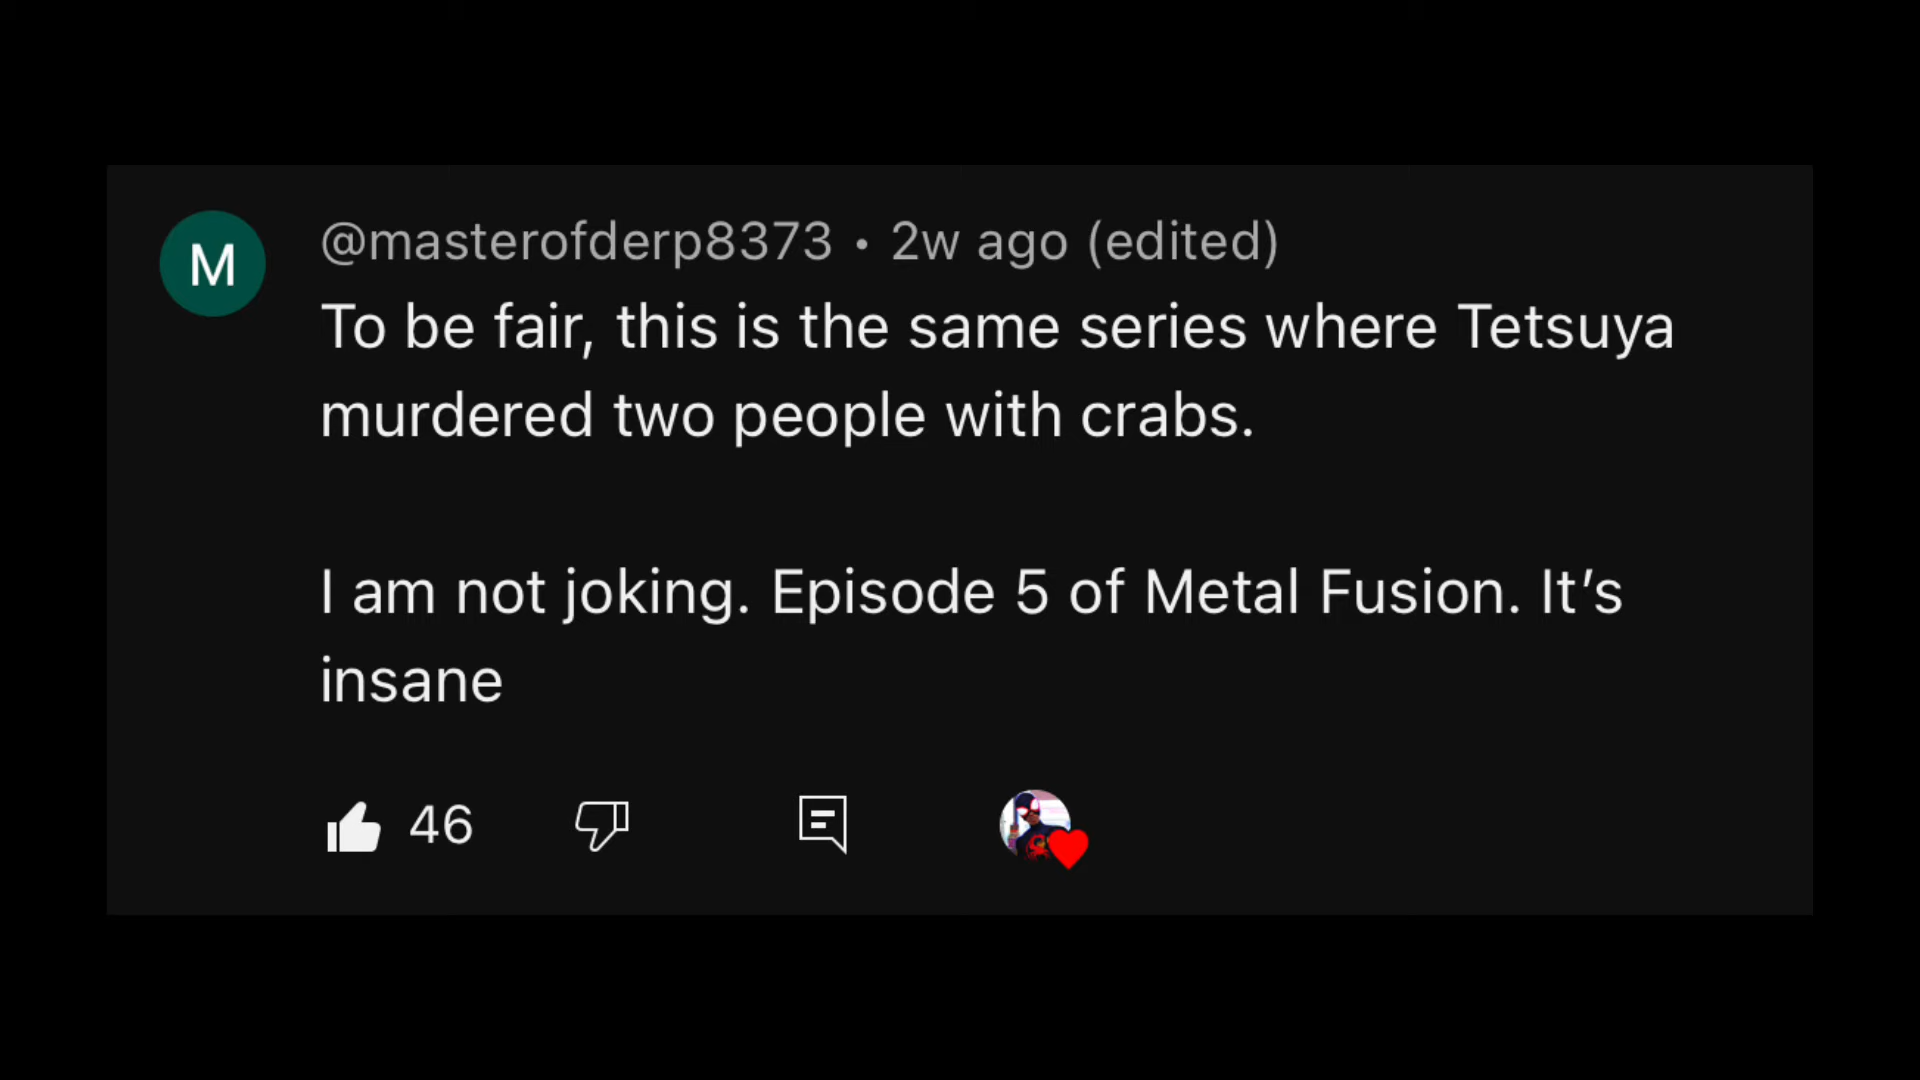 M
@masterofderp8373 • 2w ago (edited)
To be fair, this is the same series where Tetsuya
murdered two people with crabs.
I am not joking. Episode 5 of Metal Fusion. It’s
insane
46